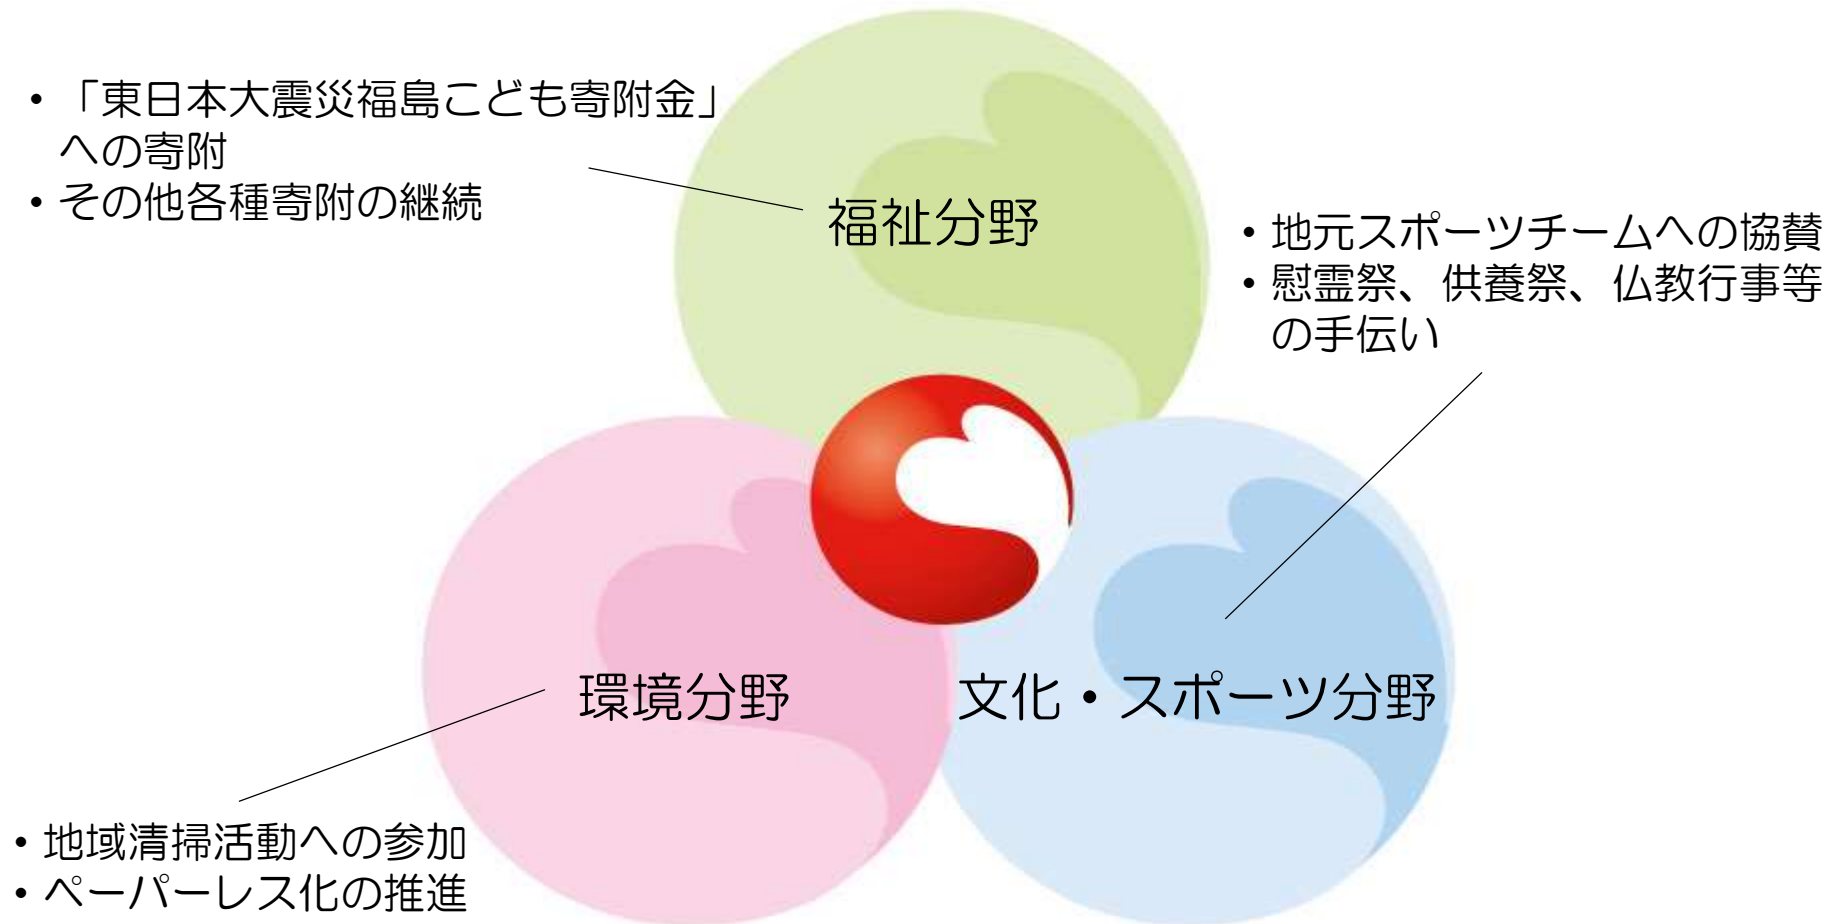 ・「東日本大震災福島こども寄附金」
への寄附
・その他各種寄附の継続
福祉分野
・地元スポーツチームへの協賛
・慰霊祭、供養祭、仏教行事等
の手伝い
環境分野
文化・スポーツ分野
・地域清掃活動への参加
・ペーパーレス化の推進